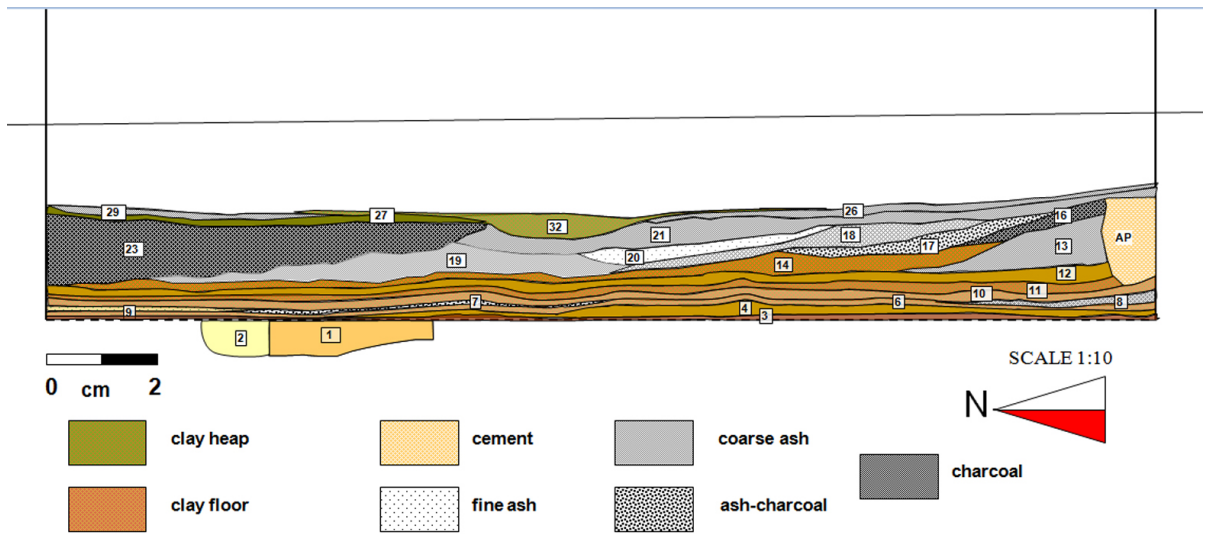 29
27
32
26
16
21
18
17
AP
23
19
20
13
14
12
10
11
7
6
8
9
4
3
2
1
0 cm 2
SCALE 1:10
N
clay heap
cement
coarse ash
charcoal
clay floor
fine ash
ash-charcoal